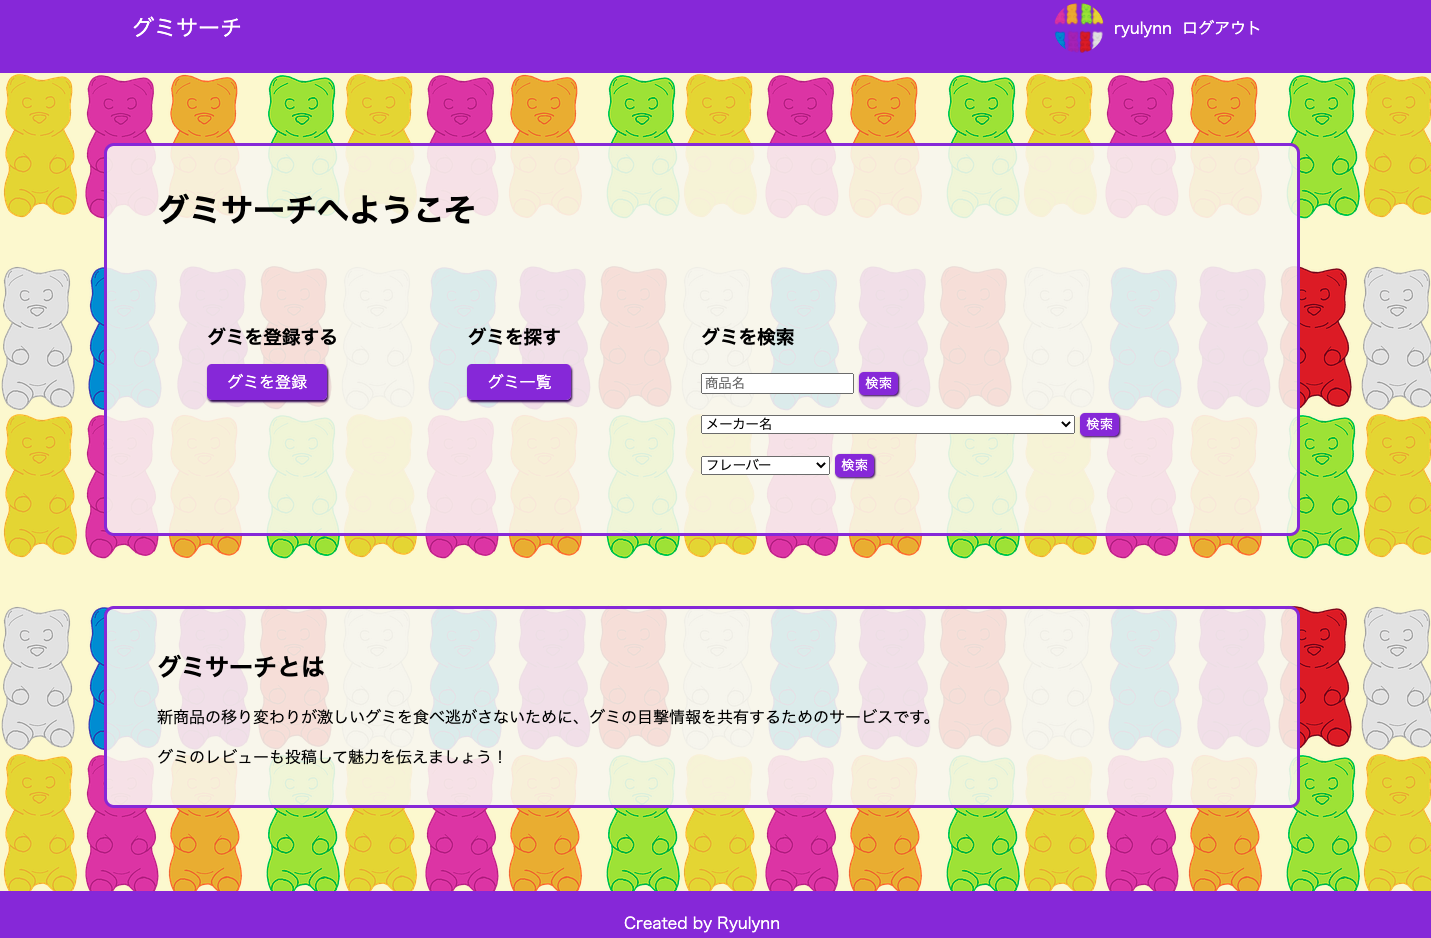 グミサーチ
ryulynn ログアウト
グミサーチへようこそ
グミを登録する
グミを登録
グミを探す
グミ一覧
グミを検索
商品名 検索
メーカー名 検索
フレーバー 検索
グミサーチとは
新商品の移り変わりが激しいグミを食べ逃がさないために、グミの目撃情報を共有するためのサービスです。
グミのレビューも投稿して魅力を伝えましょう！
Created by Ryulynn